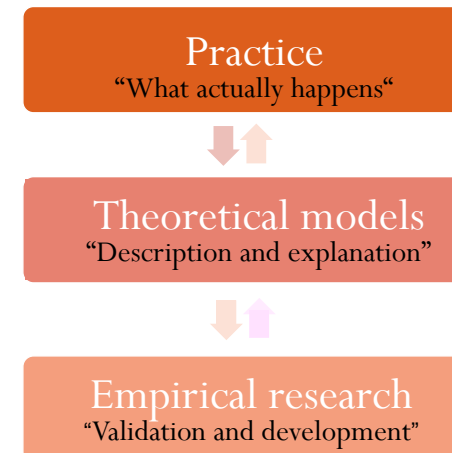 Practice
“What actually happens“
Theoretical models
“Description and explanation”
Empirical research
“Validation and development”